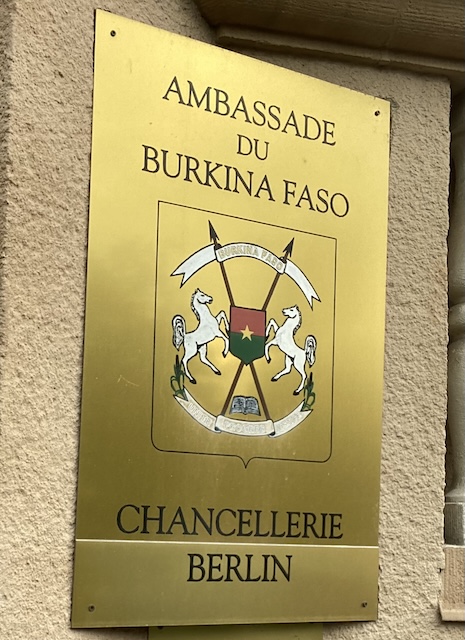 AMBASSADE
DU
BURKINA FASO
BURKINA FASO
CHANCELLERIE
BERLIN